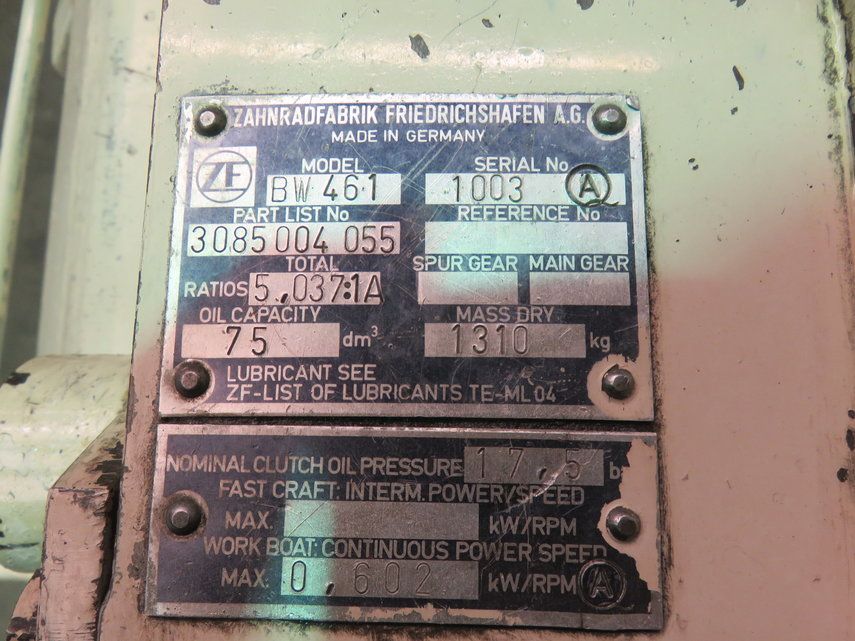 ZAHNRADFABRIK FRIEDRICHSHAFEN A.G.
MADE IN GERMANY
ZF
MODEL SERIAL No
BW 461 1003 A
PART LIST No REFERENCE No
3085 004 055
TOTAL SPUR GEAR MAIN GEAR
RATIOS 5.,037:1A
OIL CAPACITY MASS DRY
75 dm³ 1310 kg
LUBRICANT SEE
ZF-LIST OF LUBRICANTS TE-ML 04
NOMINAL CLUTCH OIL PRESSURE 17,5 b
FAST CRAFT: INTERM. POWER/SPEED
MAX. kW/RPM
WORK BOAT: CONTINUOUS POWER SPEED
MAX. 0,602 kW/RPM A